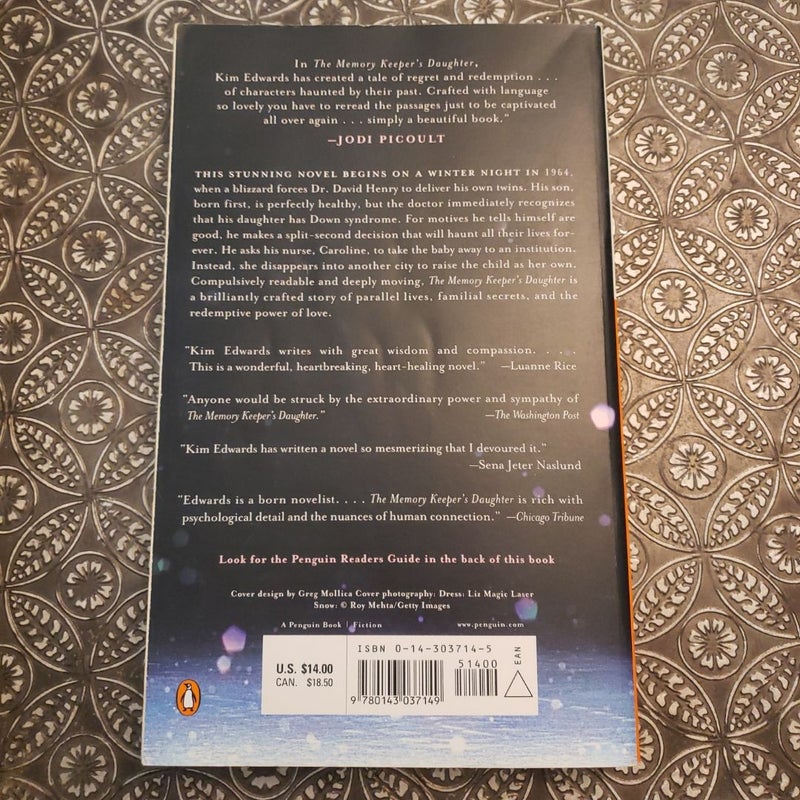 In The Memory Keeper's Daughter,
Kim Edwards has created a tale of regret and redemption . . .
of characters haunted by their past. Crafted with language
so lovely you have to reread the passages just to be captivated
all over again . . . simply a beautiful book."
—JODI PICOULT
THIS STUNNING NOVEL BEGINS ON A WINTER NIGHT IN 1964,
when a blizzard forces Dr. David Henry to deliver his own twins. His son,
born first, is perfectly healthy, but the doctor immediately recognizes
that his daughter has Down syndrome. For motives he tells himself are
good, he makes a split-second decision that will haunt all their lives for-
ever. He asks his nurse, Caroline, to take the baby away to an institution.
Instead, she disappears into another city to raise the child as her own.
Compulsively readable and deeply moving, The Memory Keeper's Daughter is
a brilliantly crafted story of parallel lives, familial secrets, and the
redemptive power of love.
"Kim Edwards writes with great wisdom and compassion. . . .
This is a wonderful, heartbreaking, heart-healing novel." —Luanne Rice
"Anyone would be struck by the extraordinary power and sympathy of
The Memory Keeper's Daughter." —The Washington Post
"Kim Edwards has written a novel so mesmerizing that I devoured it."
—Sena Jeter Naslund
"Edwards is a born novelist. . . . The Memory Keeper's Daughter is rich with
psychological detail and the nuances of human connection." —Chicago Tribune
Look for the Penguin Readers Guide in the back of this book
Cover design by Greg Mollica Cover photography: Dress: Liz Magic Laser
Snow: © Roy Mehta/Getty Images
A Penguin Book | Fiction www.penguin.com
ISBN 0-14-303714-5
U.S. $14.00
CAN. $18.50
51400
EAN
9 780143 037149